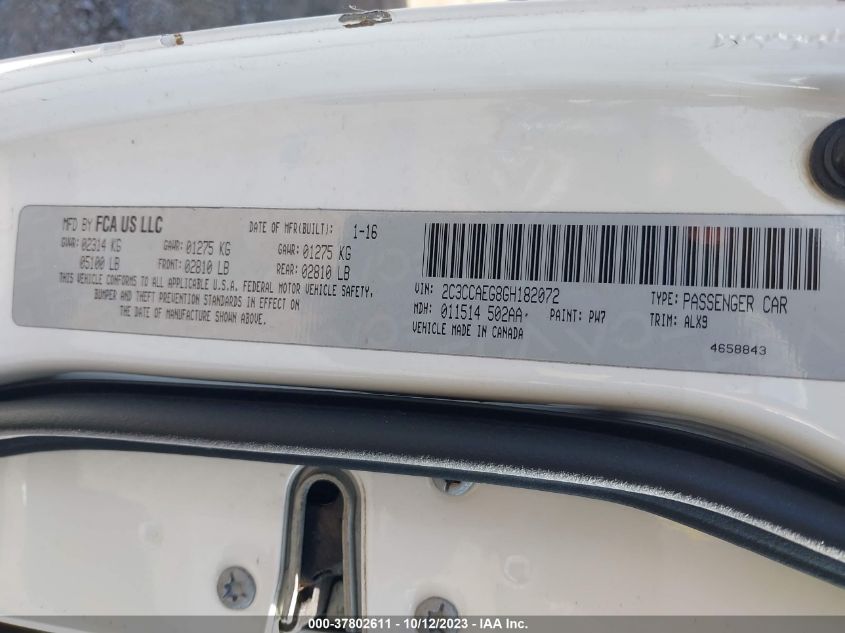 MFD BY FCA US LLC DATE OF MFR(BUILT): 1-16
GVWR: 02314 KG GAWR: 01275 KG GAWR: 01275 KG
05100 LB FRONT: 02810 LB REAR: 02810 LB
THIS VEHICLE CONFORMS TO ALL APPLICABLE U.S.A. FEDERAL MOTOR VEHICLE SAFETY,
BUMPER AND THEFT PREVENTION STANDARDS IN EFFECT ON
THE DATE OF MANUFACTURE SHOWN ABOVE.
VIN: 2C3CCAEG8GH182072 TYPE: PASSENGER CAR
MDH: 011514 502AA PAINT: PW7 TRIM: ALX9
VEHICLE MADE IN CANADA
4658843
000-37802611 - 10/12/2023 - IAA Inc.